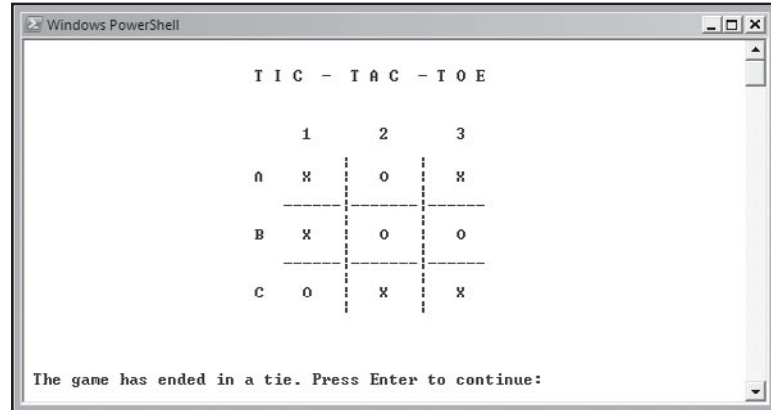 Windows PowerShell
T I C - T A C - T O E
1 2 3
A X O X
B X O O
C O X X
The game has ended in a tie. Press Enter to continue: